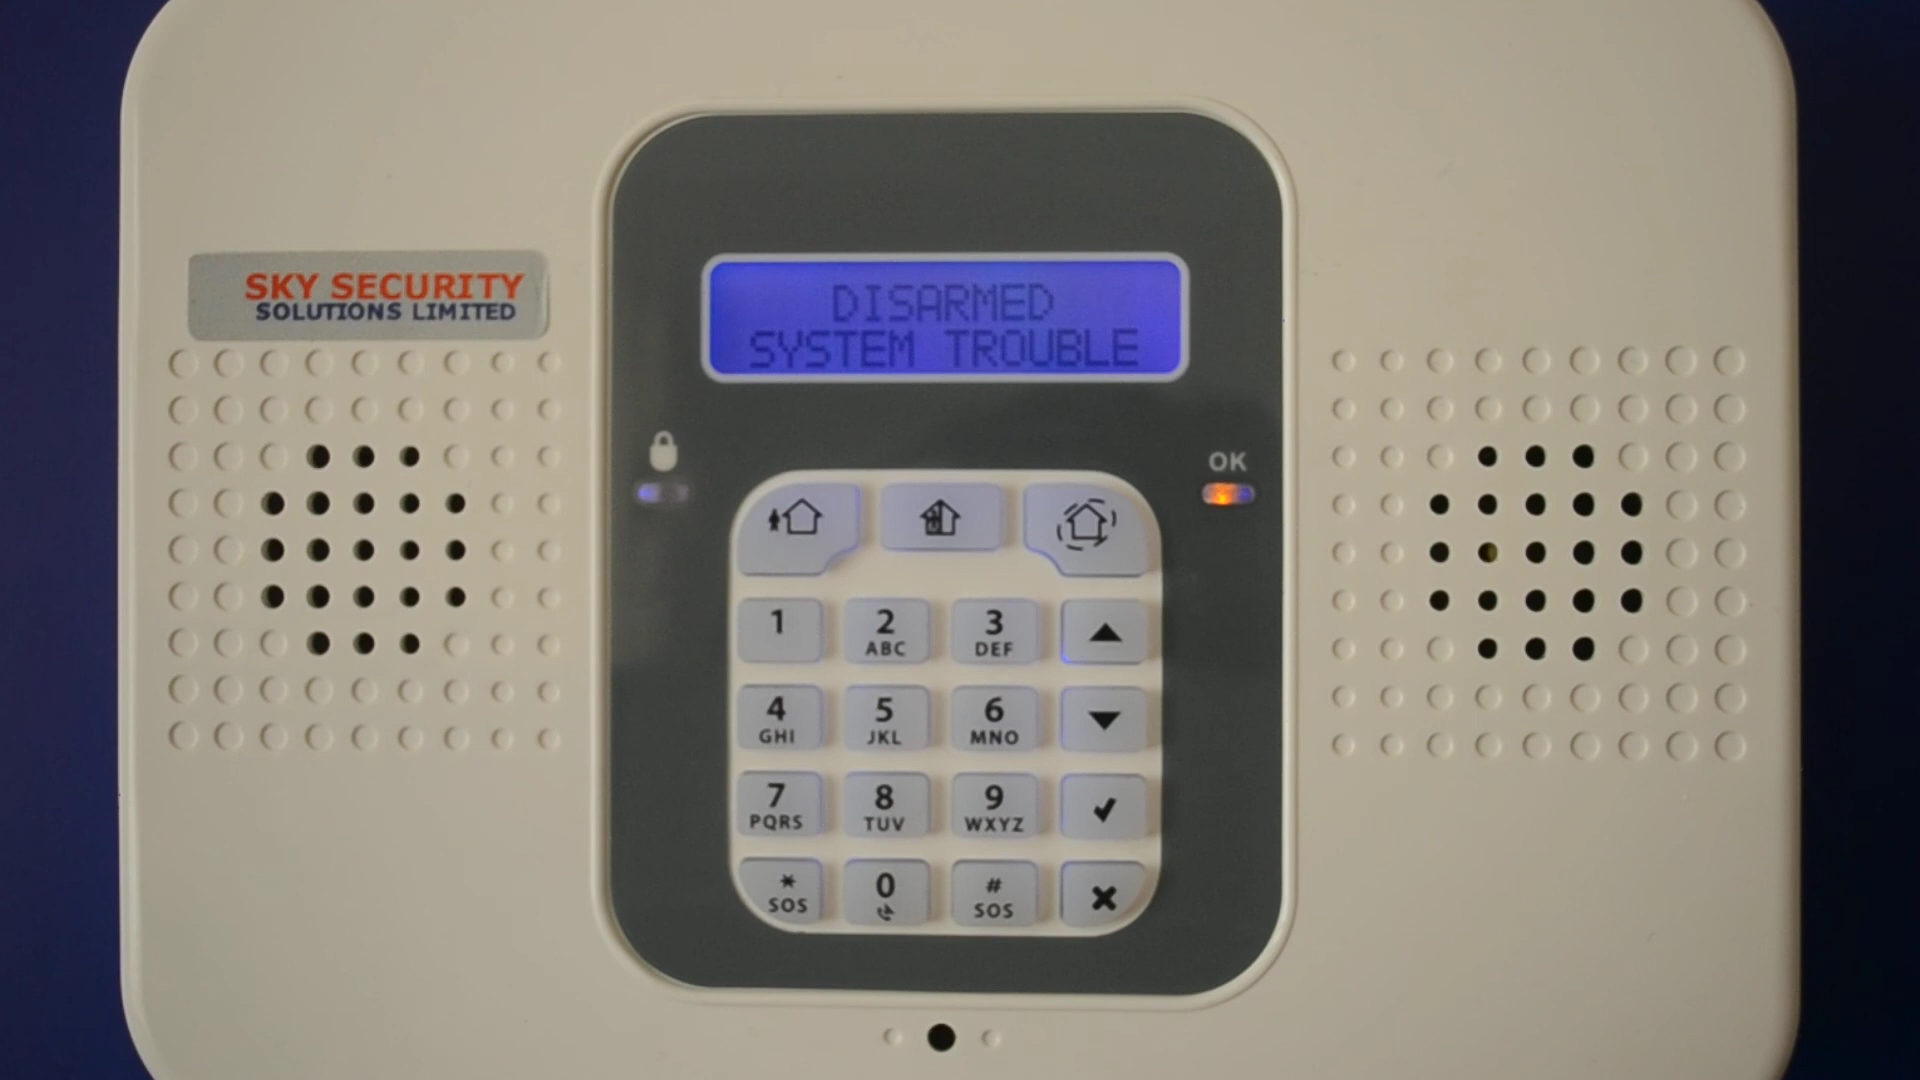 SKY SECURITY
SOLUTIONS LIMITED
DISARMED
SYSTEM TROUBLE
OK
1
2
ABC
3
DEF
4
GHI
5
JKL
6
MNO
7
PQRS
8
TUV
9
WXYZ
*
SOS
0
#
SOS